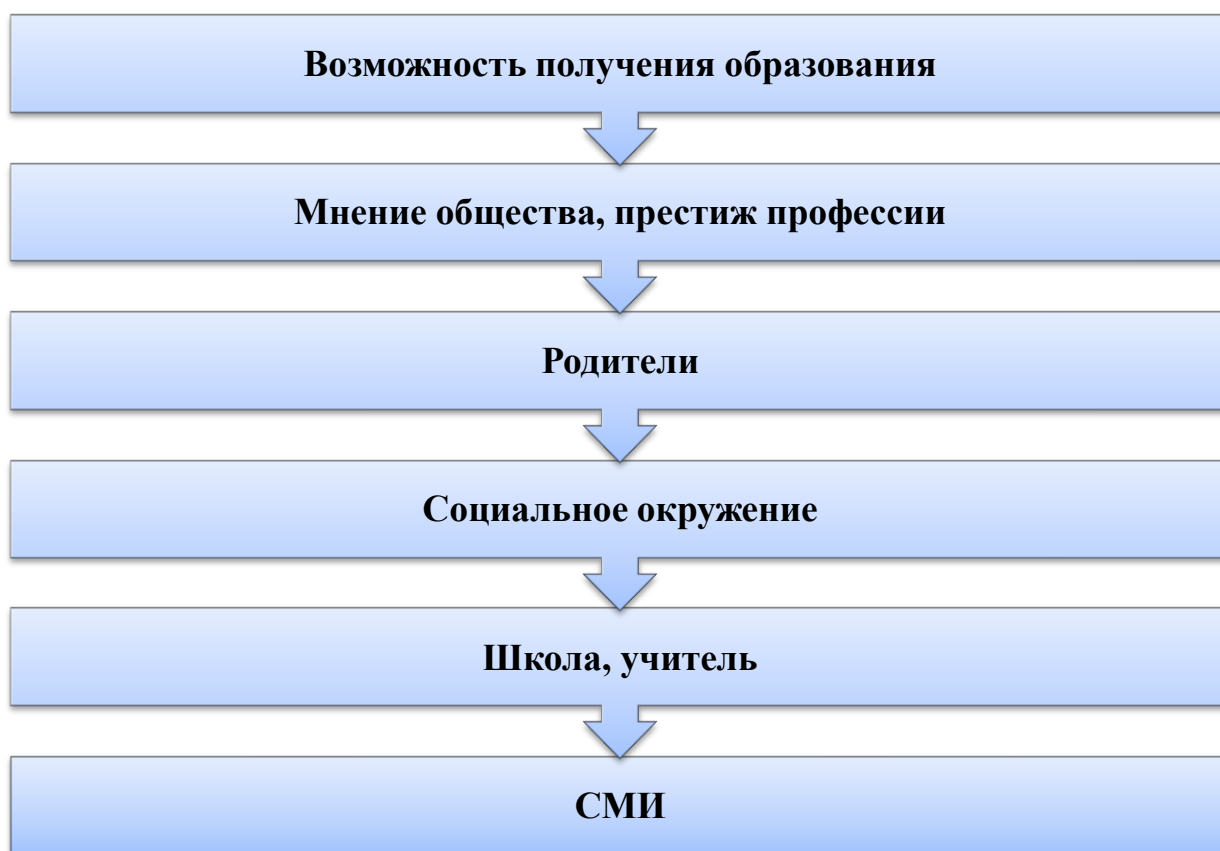 Возможность получения образования
Мнение общества, престиж профессии
Родители
Социальное окружение
Школа, учитель
СМИ